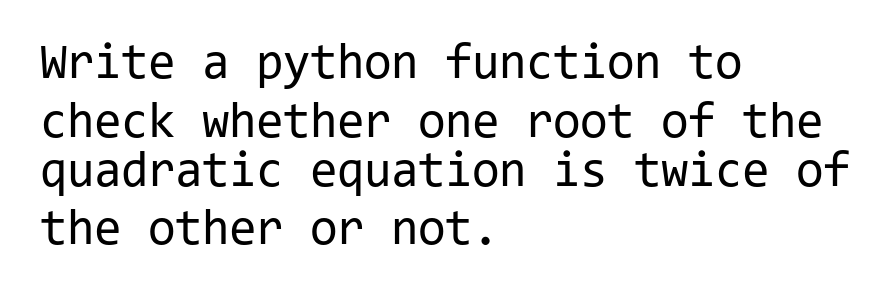 Write a python function to
check whether one root of the
quadratic equation is twice of
the other or not.